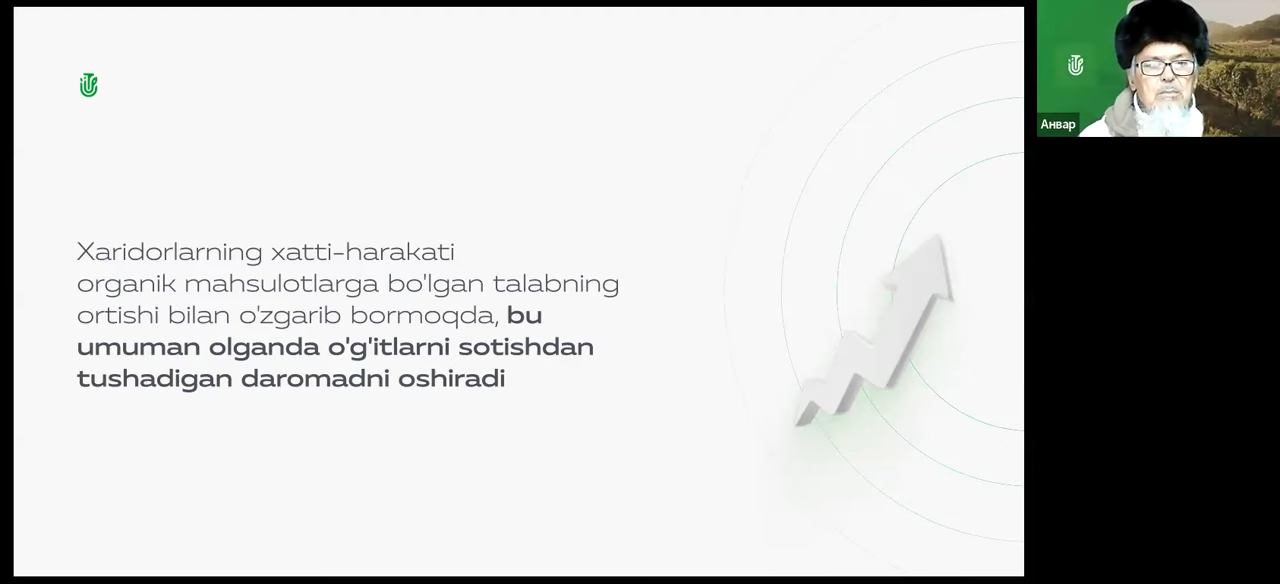 Xaridorlarning xatti-harakati
organik mahsulotlarga bo'lgan talabning
ortishi bilan o'zgarib bormoqda, bu
umuman olganda o'g'itlarni sotishdan
tushadigan daromadni oshiradi
Анвар